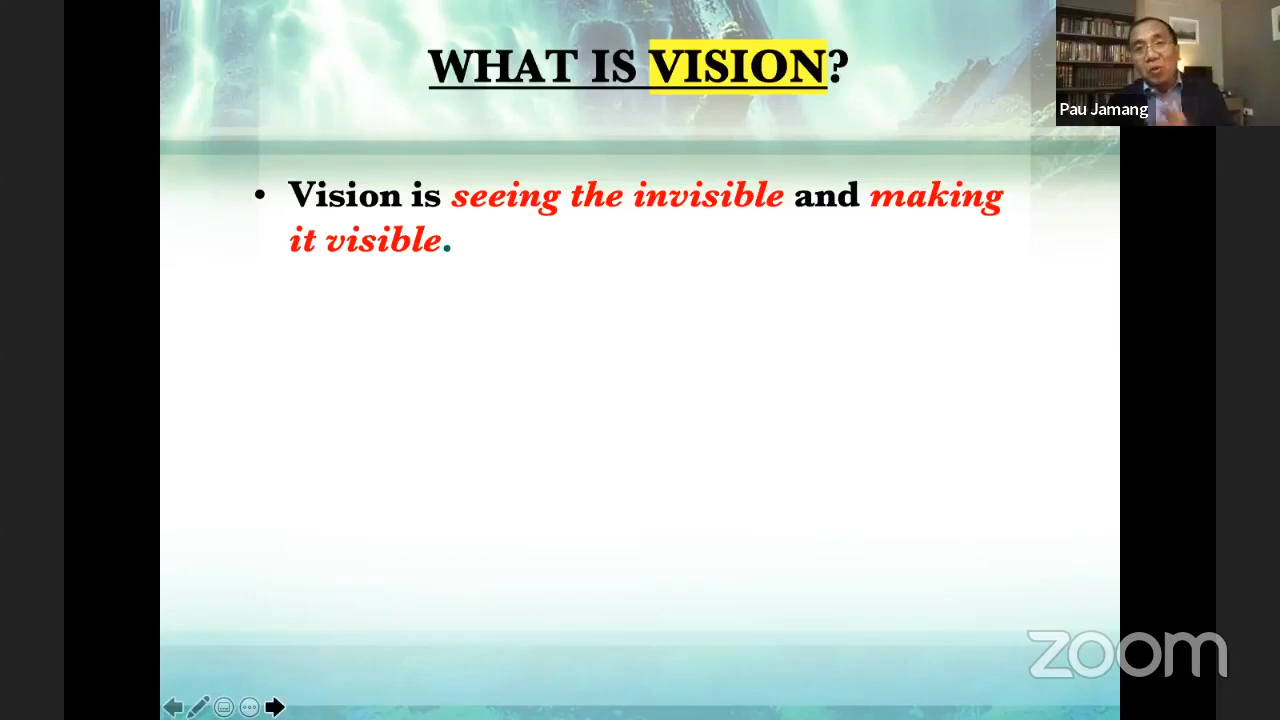 WHAT IS VISION?
Pau Jamang
• Vision is seeing the invisible and making
it visible.
zoom